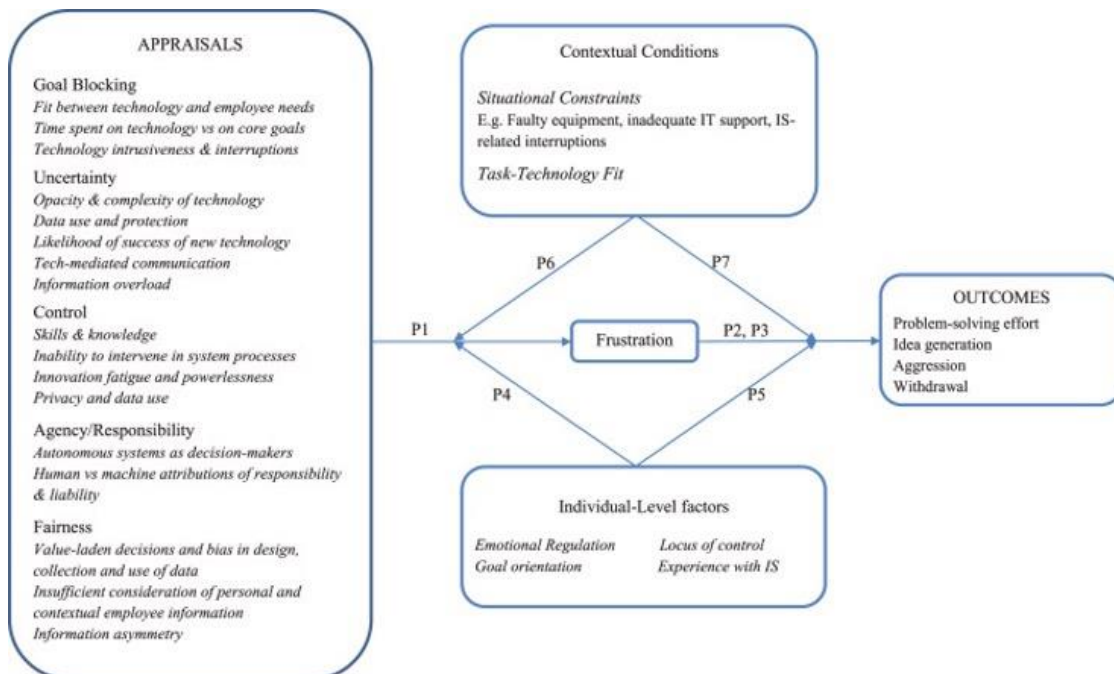 APPRAISALS
Goal Blocking
Fit between technology and employee needs
Time spent on technology vs on core goals
Technology intrusiveness & interruptions
Uncertainty
Opacity & complexity of technology
Data use and protection
Likelihood of success of new technology
Tech-mediated communication
Information overload
Control
Skills & knowledge
Inability to intervene in system processes
Innovation fatigue and powerlessness
Privacy and data use
Agency/Responsibility
Autonomous systems as decision-makers
Human vs machine attributions of responsibility
& liability
Fairness
Value-laden decisions and bias in design,
collection and use of data
Insufficient consideration of personal and
contextual employee information
Information asymmetry
Contextual Conditions
Situational Constraints
E.g. Faulty equipment, inadequate IT support, IS-
related interruptions
Task-Technology Fit
P6
P7
P1
Frustration
P2, P3
P4
P5
Individual-Level factors
Emotional Regulation
Locus of control
Goal orientation
Experience with IS
OUTCOMES
Problem-solving effort
Idea generation
Aggression
Withdrawal